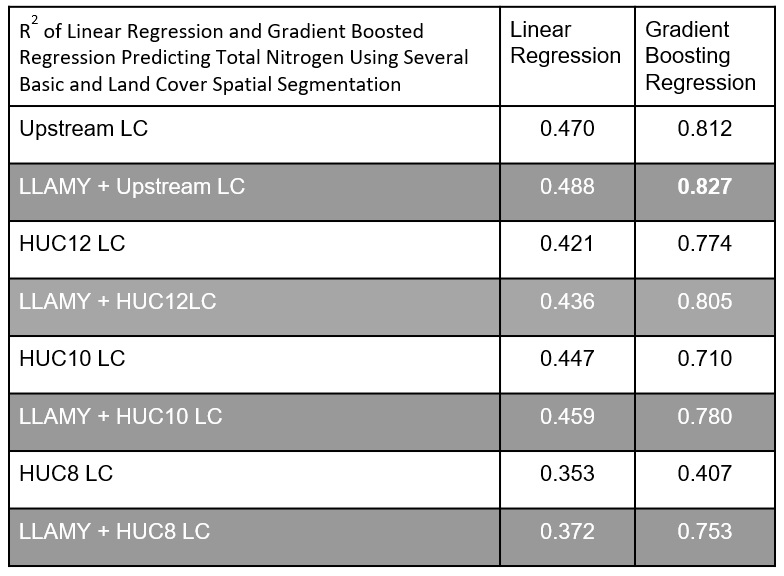 R² of Linear Regression and Gradient Boosted
Regression Predicting Total Nitrogen Using Several
Basic and Land Cover Spatial Segmentation
Linear
Regression
Gradient
Boosting
Regression
Upstream LC 0.470 0.812
LLAMY + Upstream LC 0.488 0.827
HUC12 LC 0.421 0.774
LLAMY + HUC12LC 0.436 0.805
HUC10 LC 0.447 0.710
LLAMY + HUC10 LC 0.459 0.780
HUC8 LC 0.353 0.407
LLAMY + HUC8 LC 0.372 0.753